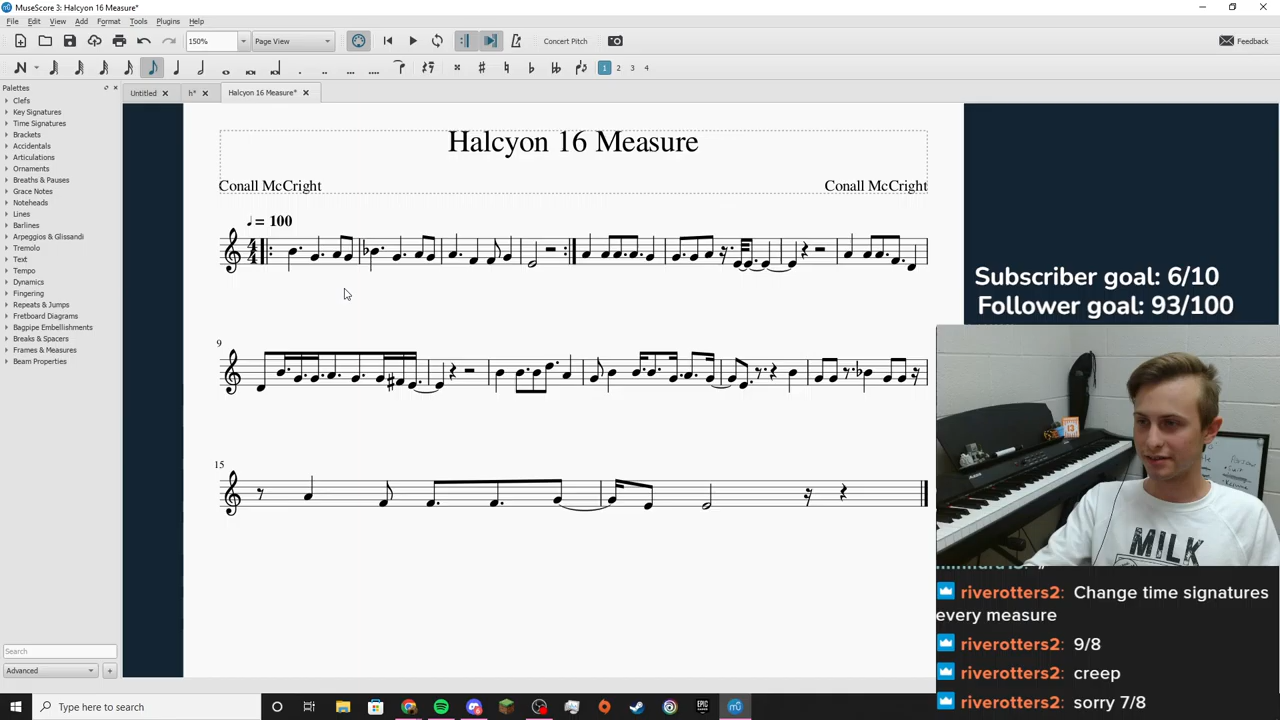 MuseScore 3: Halcyon 16 Measure*
File Edit View Add Format Tools Plugins Help
150% Page View Concert Pitch Feedback
1 2 3 4
Palettes
Untitled h* Halcyon 16 Measure*
Clefs
Key Signatures
Time Signatures
Brackets
Accidentals
Articulations
Ornaments
Breaths & Pauses
Grace Notes
Noteheads
Lines
Barlines
Arpeggios & Glissandi
Tremolo
Text
Tempo
Dynamics
Fingering
Repeats & Jumps
Fretboard Diagrams
Bagpipe Embellishments
Breaks & Spacers
Frames & Measures
Beam Properties
Search
Advanced
Halcyon 16 Measure
Conall McCright Conall McCright
= 100
9
15
Subscriber goal: 6/10
Follower goal: 93/100
MILK
riverotters2: Change time signatures
every measure
riverotters2: 9/8
riverotters2: creep
riverotters2: sorry 7/8
Type here to search